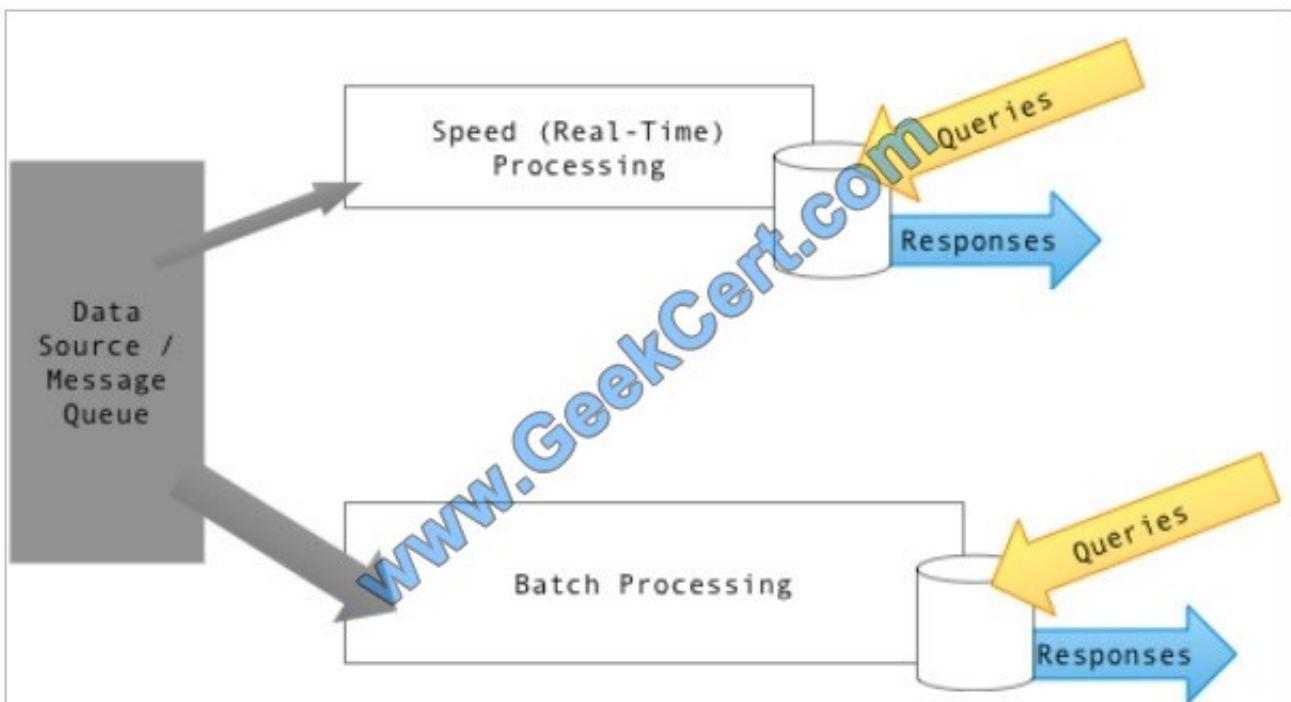 Speed (Real-Time)
Processing
Queries
Responses
Data
Source /
Message
Queue
www.GeekCert.com
Batch Processing
Queries
Responses